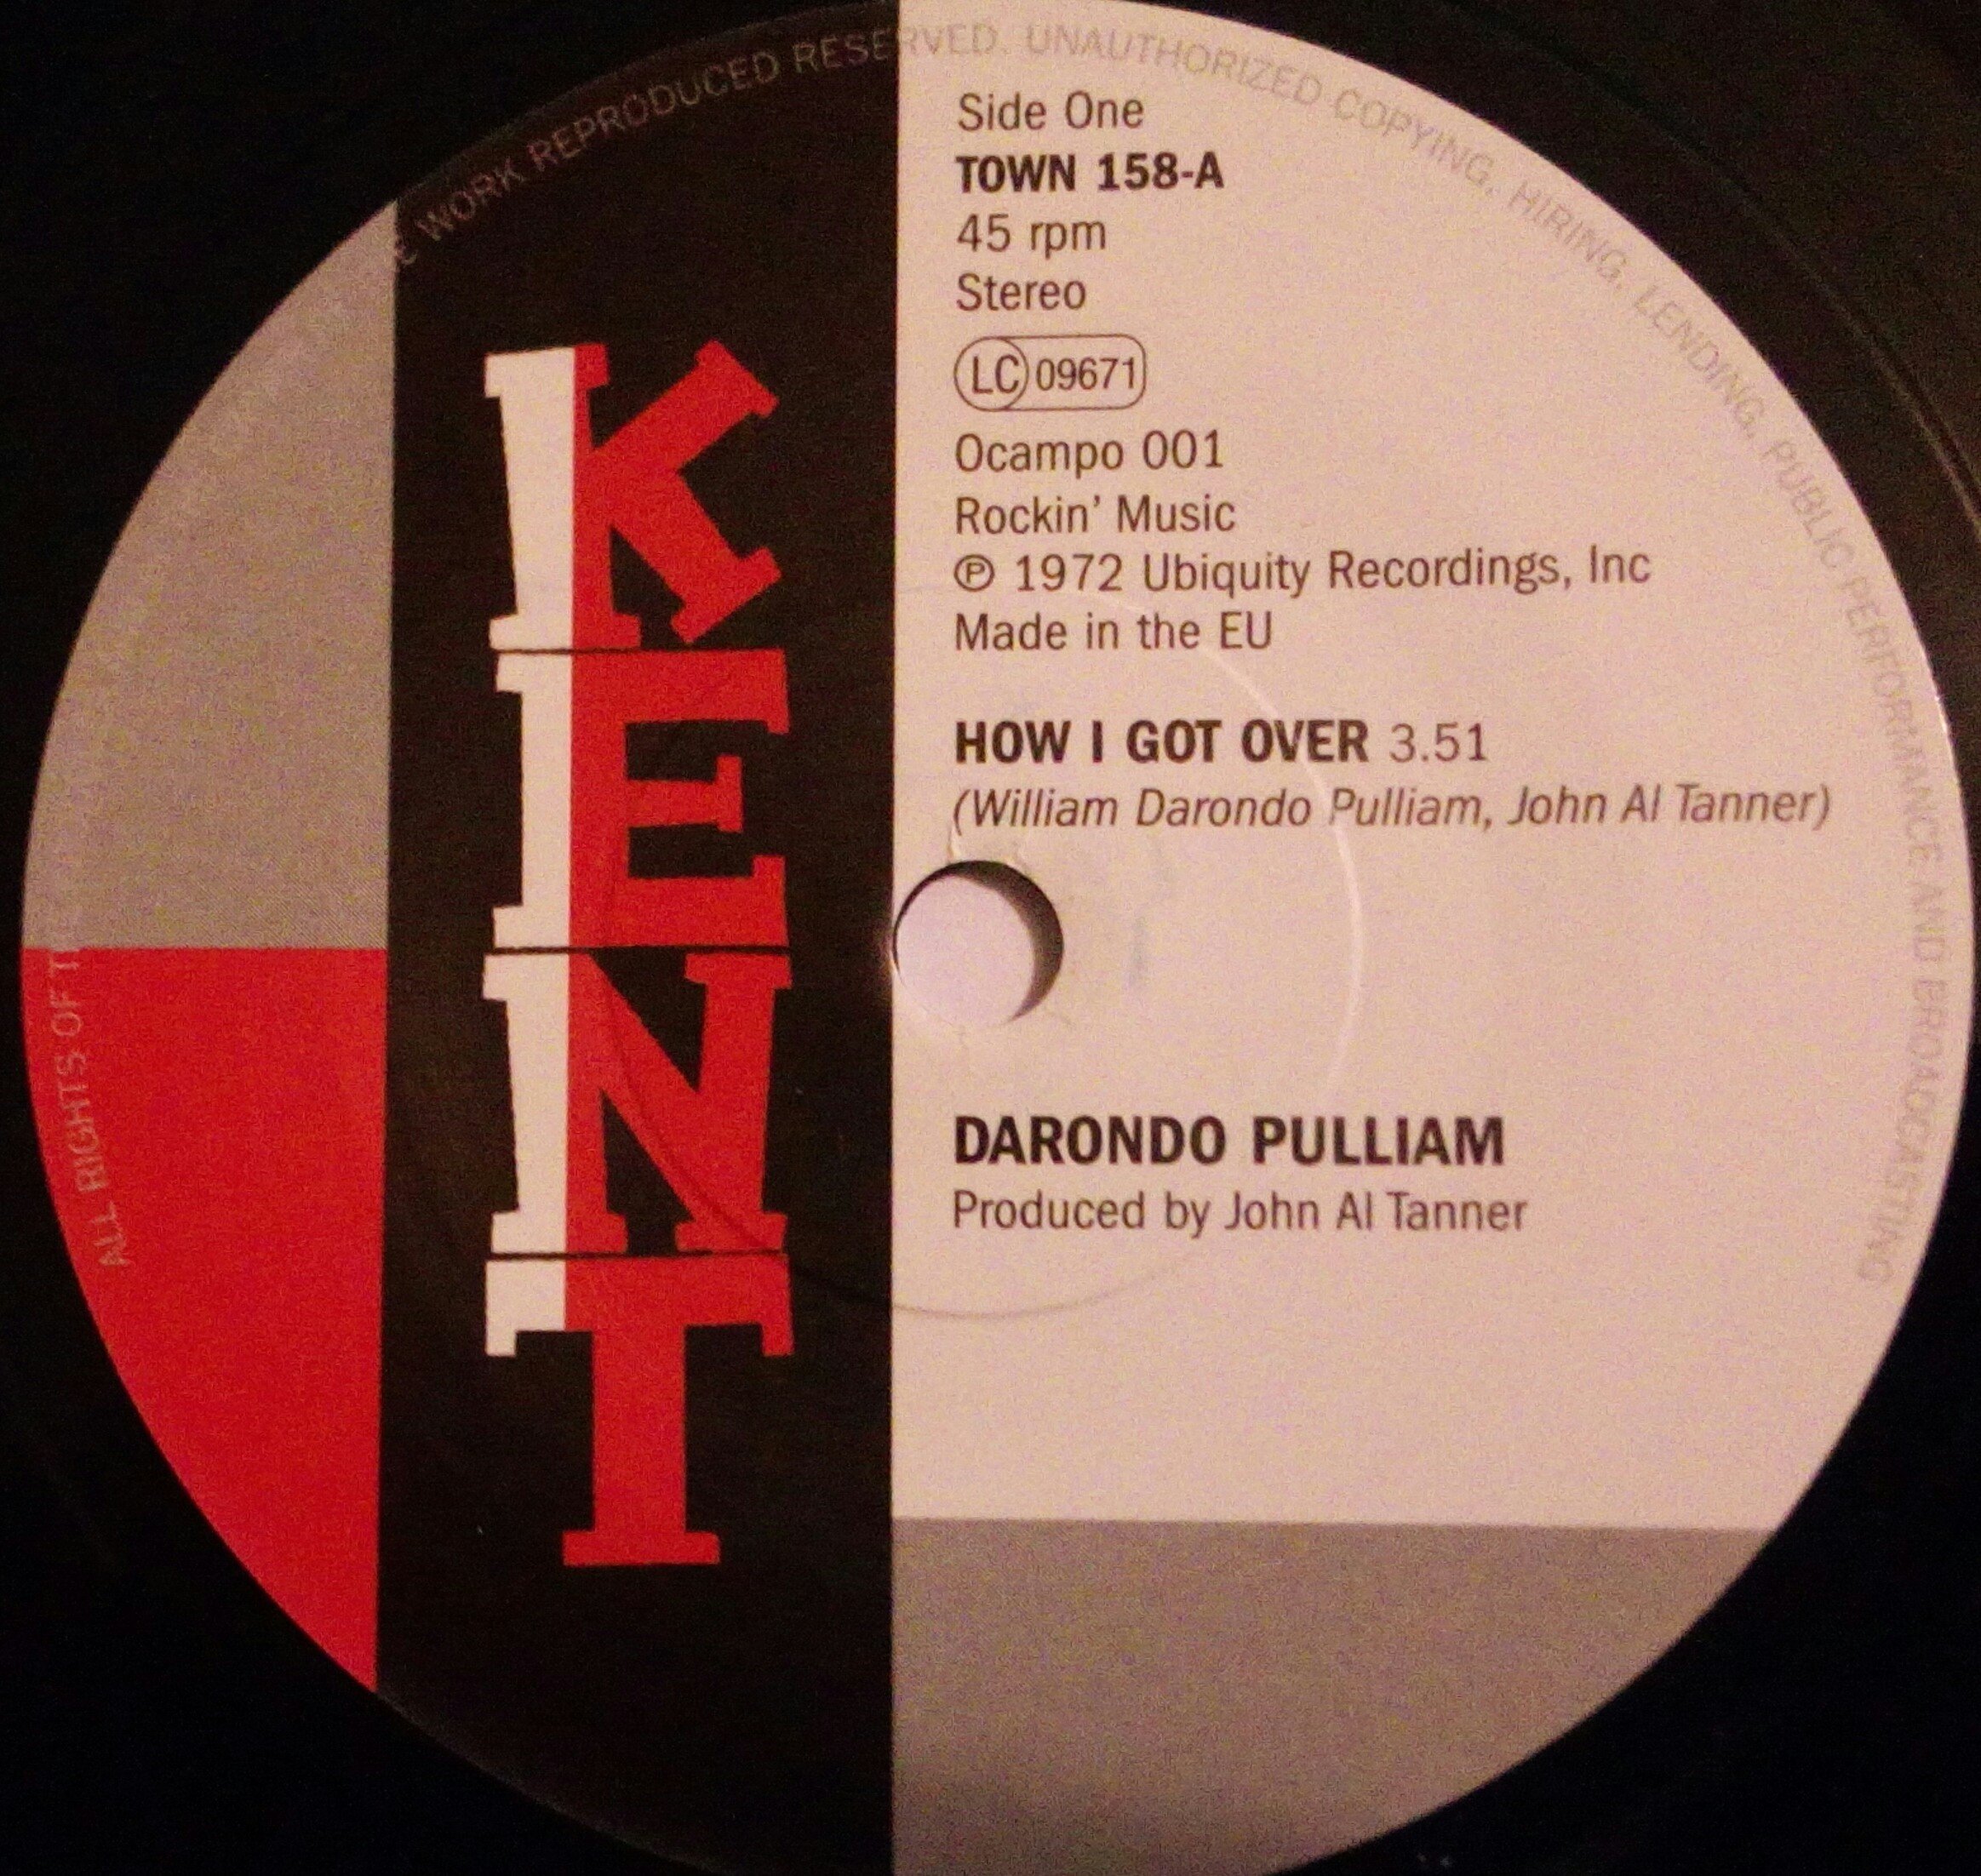 ALL RIGHTS OF THE WORK REPRODUCED RESERVED. UNAUTHORIZED COPYING, HIRING, LENDING, PUBLIC PERFORMANCE AND BROADCASTING
KENT
Side One
TOWN 158-A
45 rpm
Stereo
LC 09671
Ocampo 001
Rockin' Music
℗ 1972 Ubiquity Recordings, Inc
Made in the EU
HOW I GOT OVER 3.51
(William Darondo Pulliam, John Al Tanner)
DARONDO PULLIAM
Produced by John Al Tanner